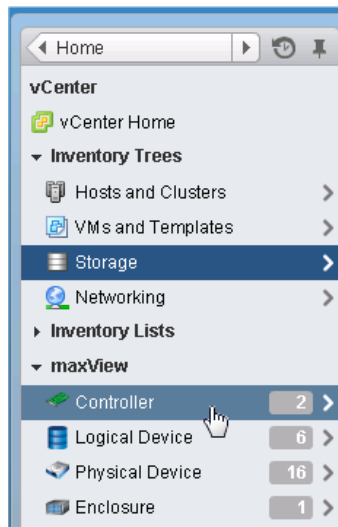 Home
vCenter
vCenter Home
Inventory Trees
Hosts and Clusters
VMs and Templates
Storage
Networking
Inventory Lists
maxView
Controller 2
Logical Device 6
Physical Device 16
Enclosure 1